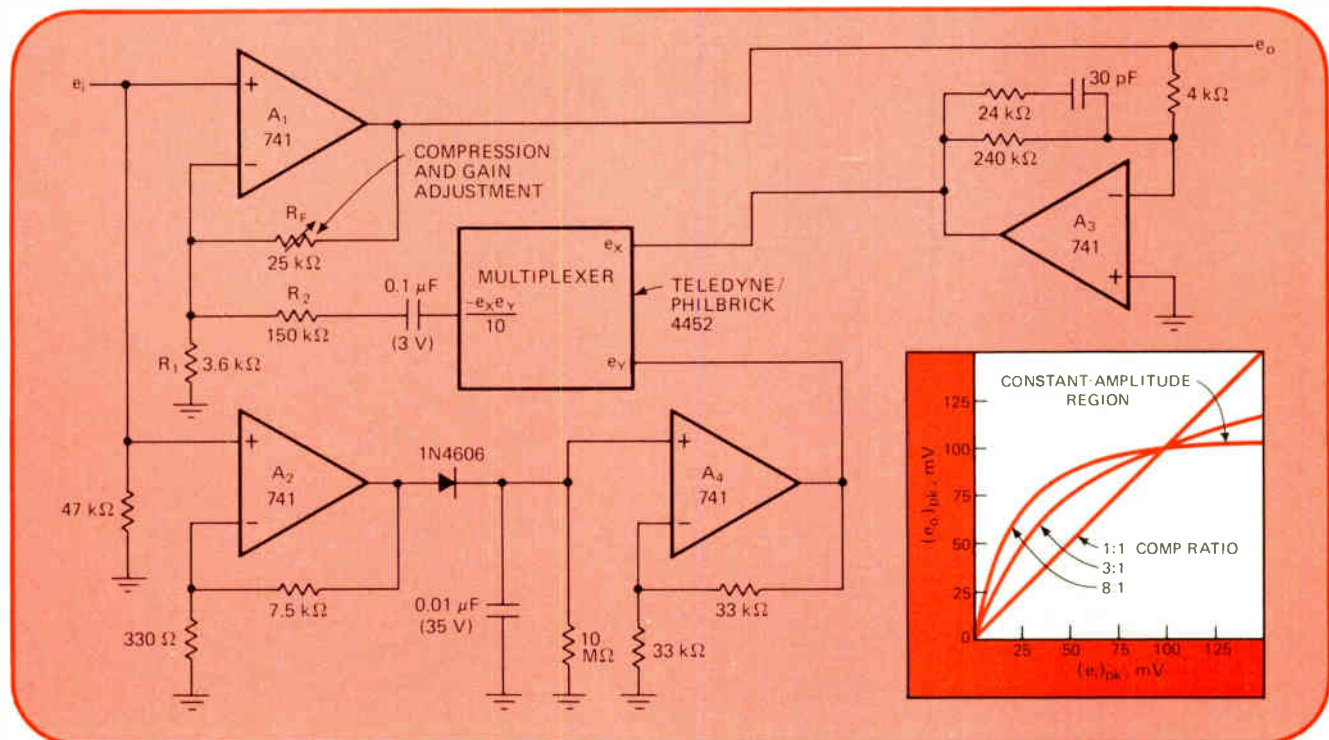 ei
+
A1
741
−
COMPRESSION
AND GAIN
ADJUSTMENT
RF
25 kΩ
R2
150 kΩ
0.1 μF
(3 V)
R1
3.6 kΩ
MULTIPLEXER
−eXeY
10
eX
eY
TELEDYNE/
PHILBRICK
4452
eo
30 pF
24 kΩ
240 kΩ
4 kΩ
−
A3
741
+
47 kΩ
+
A2
741
−
7.5 kΩ
330 Ω
1N4606
0.01 μF
(35 V)
10
MΩ
+
A4
741
−
33 kΩ
33 kΩ
CONSTANT-AMPLITUDE
REGION
(eo)pk, mV
125
100
75
50
25
0
1:1 COMP RATIO
3:1
8:1
25
50
75
100
125
(ei)pk, mV